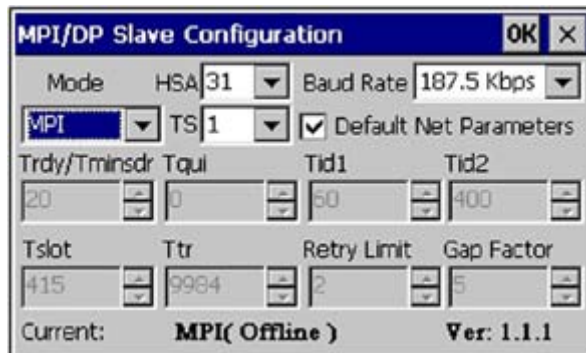 MPI/DP Slave Configuration OK ×
Mode HSA 31 Baud Rate 187.5 Kbps
MPI TS 1 Default Net Parameters
Trdy/Tminsdr Tqui Tid1 Tid2
20 0 60 400
Tslot Ttr Retry Limit Gap Factor
415 9984 2 5
Current: MPI( Offline ) Ver: 1.1.1